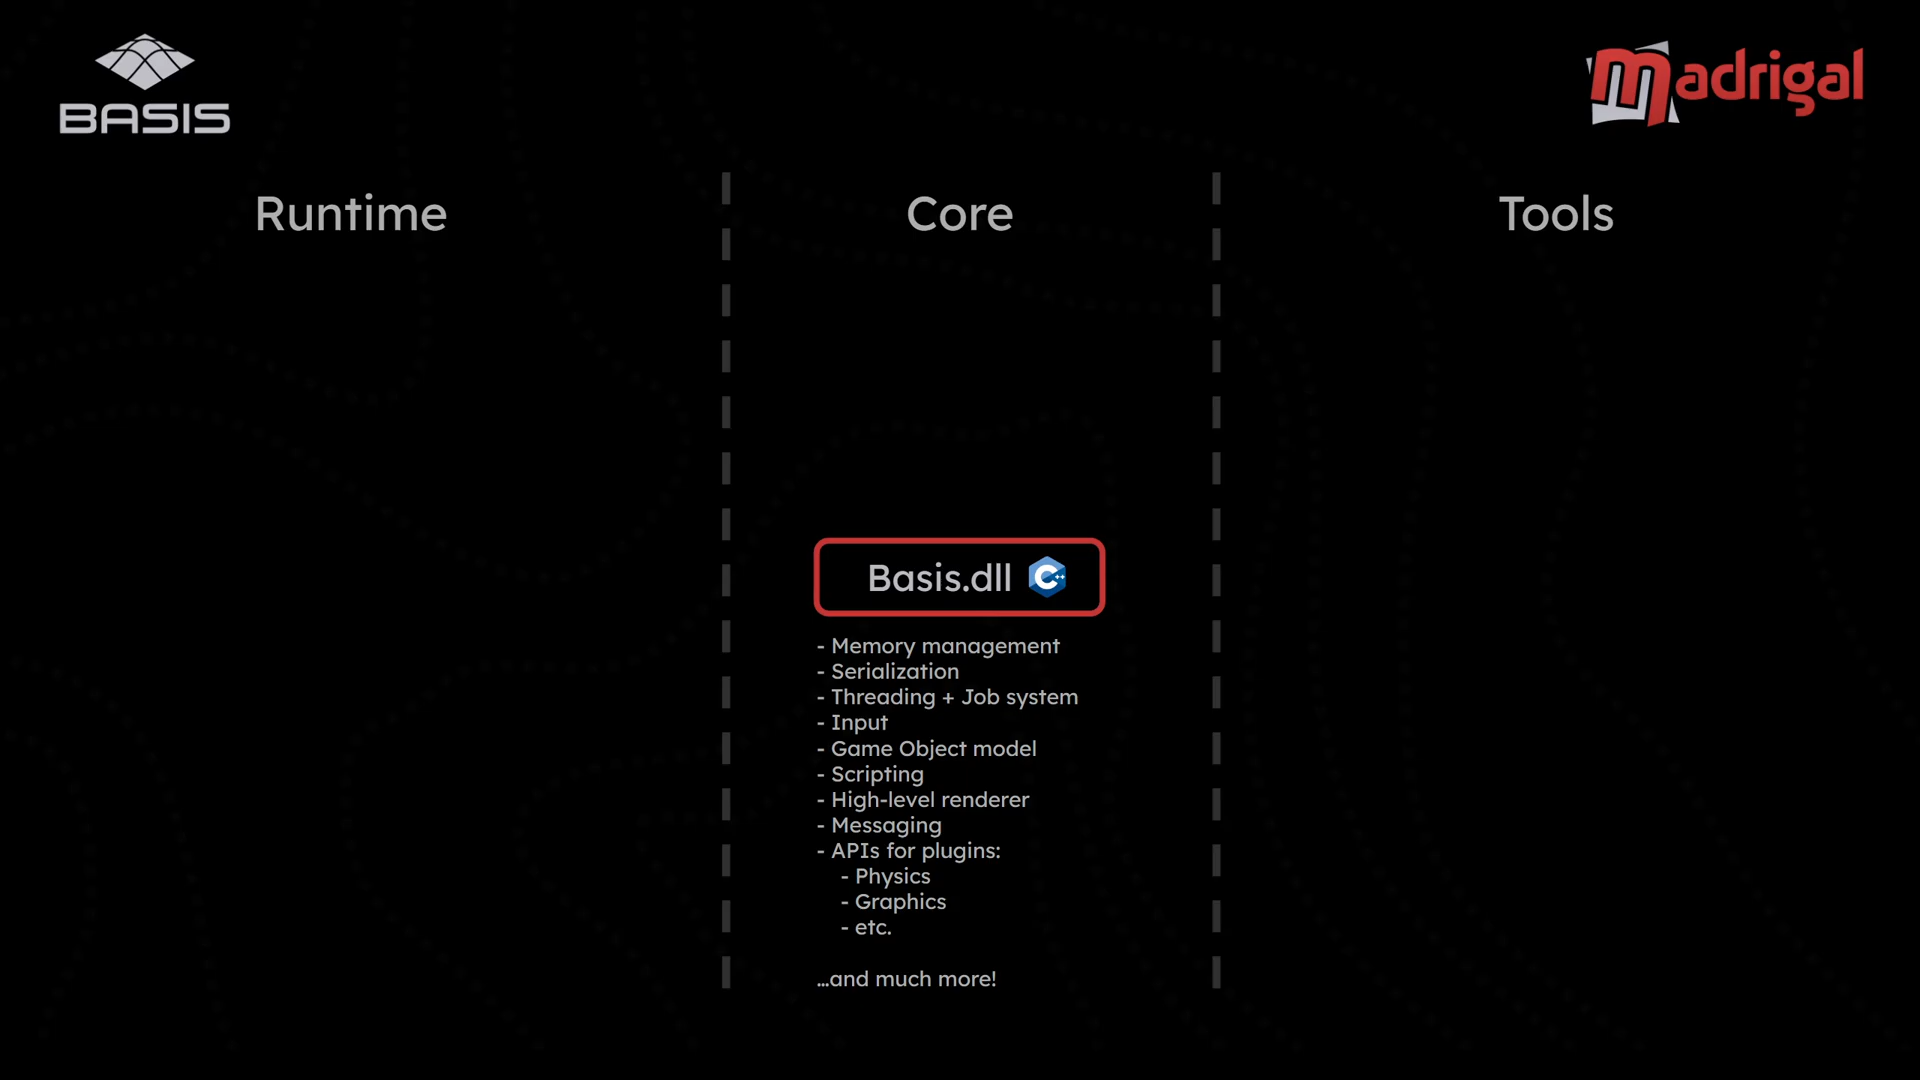 BASIS
Madrigal
Runtime
Core
Tools
Basis.dll C++
- Memory management
- Serialization
- Threading + Job system
- Input
- Game Object model
- Scripting
- High-level renderer
- Messaging
- APIs for plugins:
- Physics
- Graphics
- etc.
...and much more!